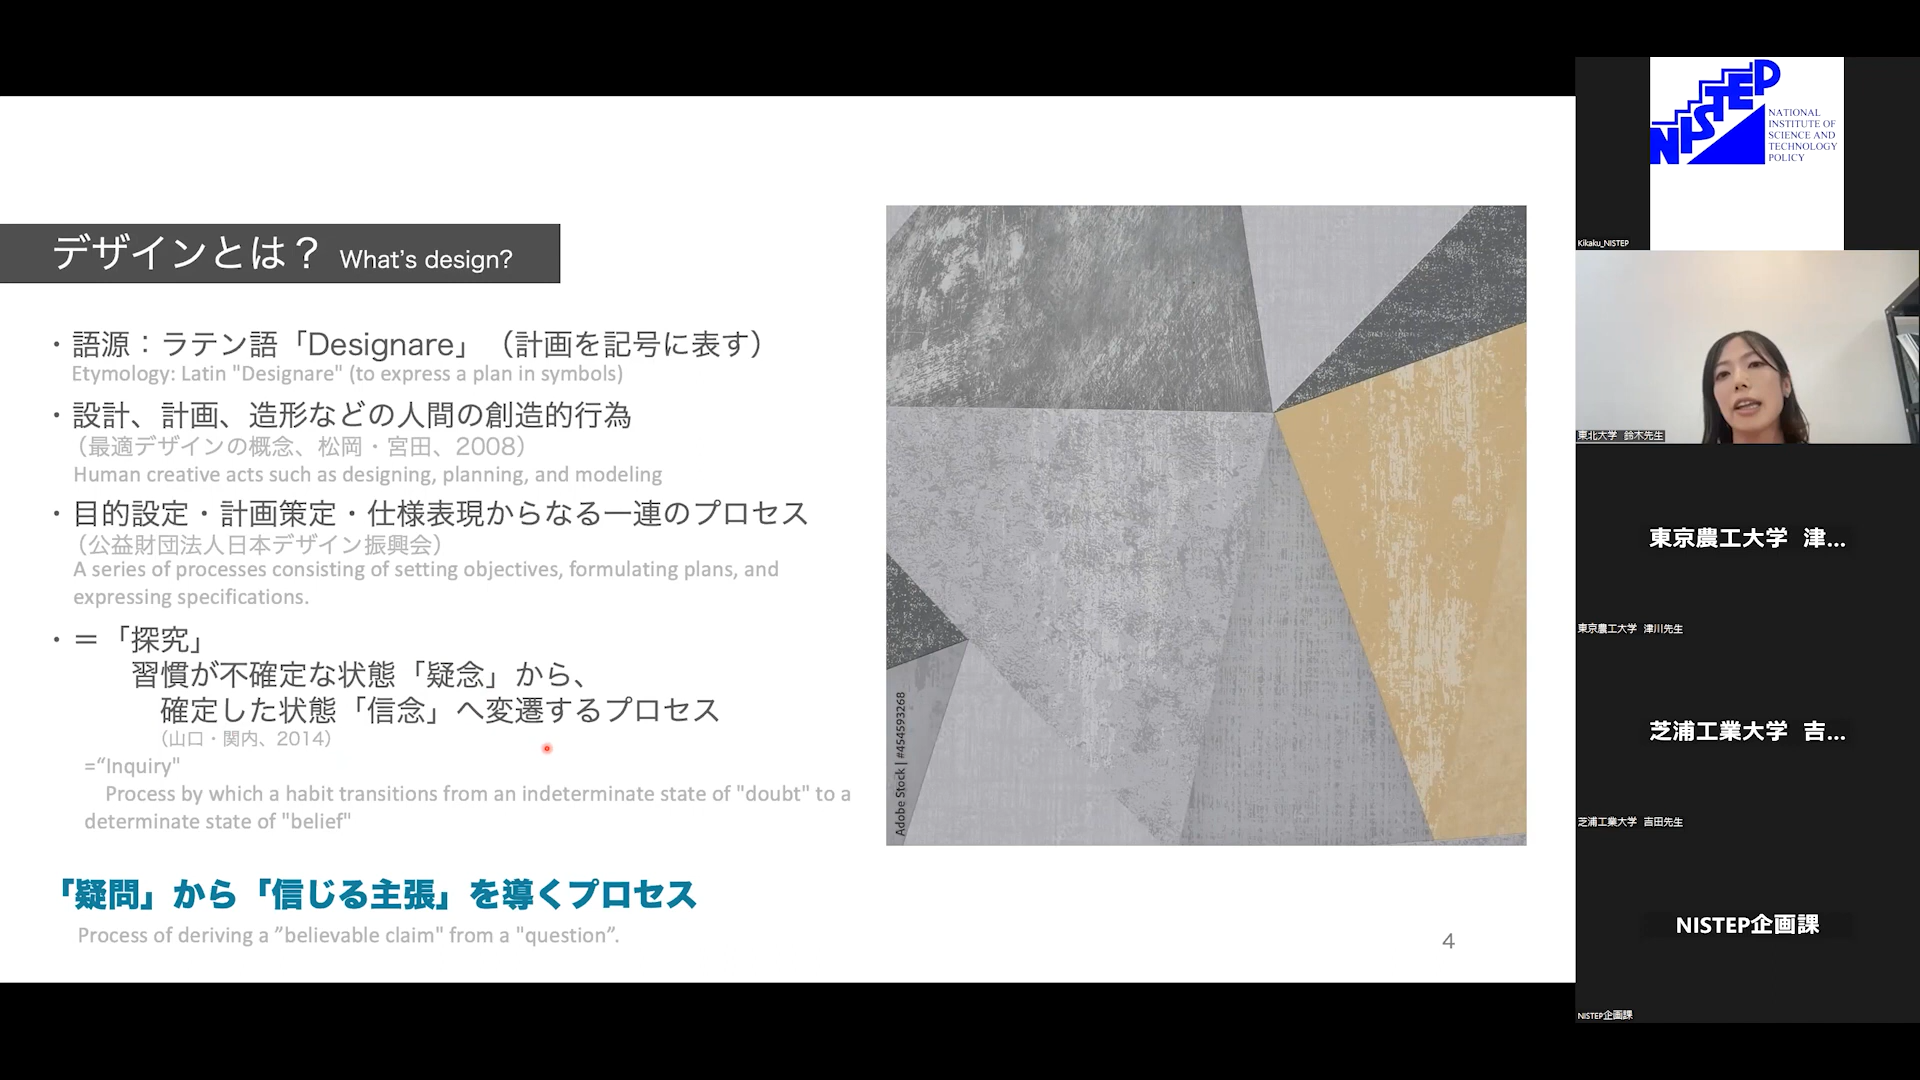 デザインとは？ What's design?
・語源：ラテン語「Designare」（計画を記号に表す）
Etymology: Latin "Designare" (to express a plan in symbols)
・設計、計画、造形などの人間の創造的行為
（最適デザインの概念、松岡・宮田、2008）
Human creative acts such as designing, planning, and modeling
・目的設定・計画策定・仕様表現からなる一連のプロセス
（公益財団法人日本デザイン振興会）
A series of processes consisting of setting objectives, formulating plans, and
expressing specifications.
・＝「探究」
習慣が不確定な状態「疑念」から、
確定した状態「信念」へ変遷するプロセス
（山口・関内、2014）
=“Inquiry"
Process by which a habit transitions from an indeterminate state of "doubt" to a
determinate state of "belief"
「疑問」から「信じる主張」を導くプロセス
Process of deriving a ”believable claim" from a "question”.
4
Adobe Stock | #454593268
NISTEP
NATIONAL
INSTITUTE OF
SCIENCE AND
TECHNOLOGY
POLICY
Kikaku_NISTEP
東北大学 鈴木先生
東京農工大学 津...
東京農工大学 津川先生
芝浦工業大学 吉...
芝浦工業大学 吉田先生
NISTEP企画課
NISTEP企画課